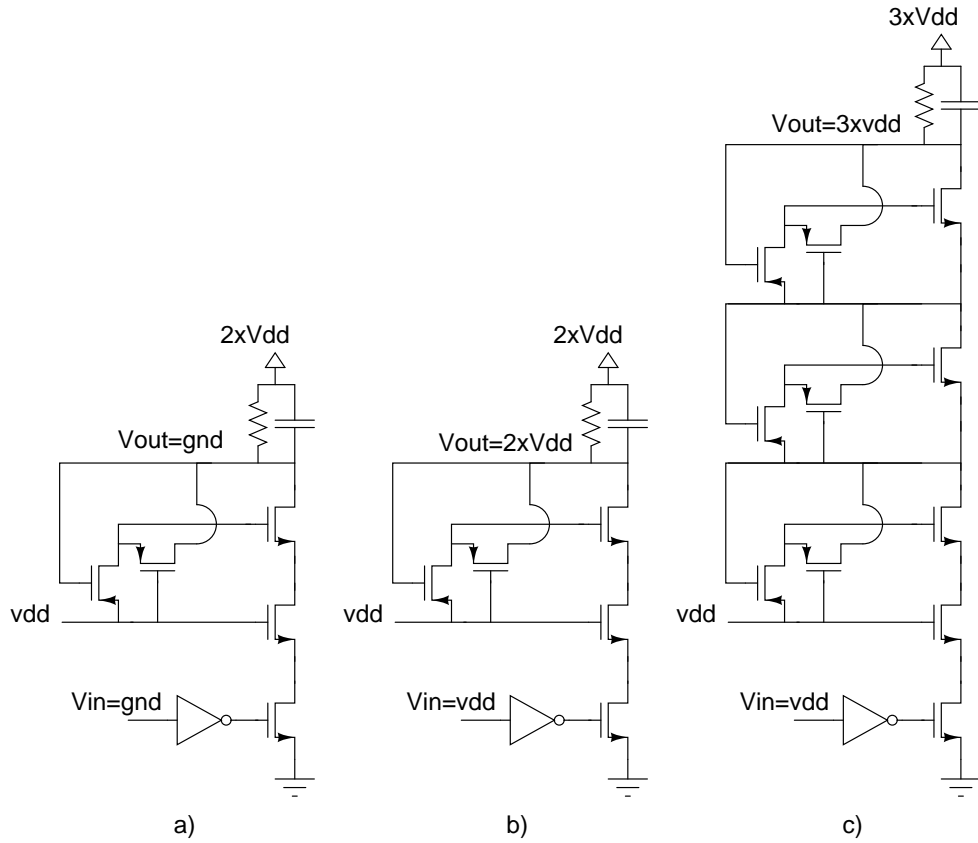 3xVdd
Vout=3xvdd
2xVdd
2xVdd
Vout=gnd
Vout=2xVdd
vdd
vdd
vdd
Vin=gnd
Vin=vdd
Vin=vdd
a)
b)
c)